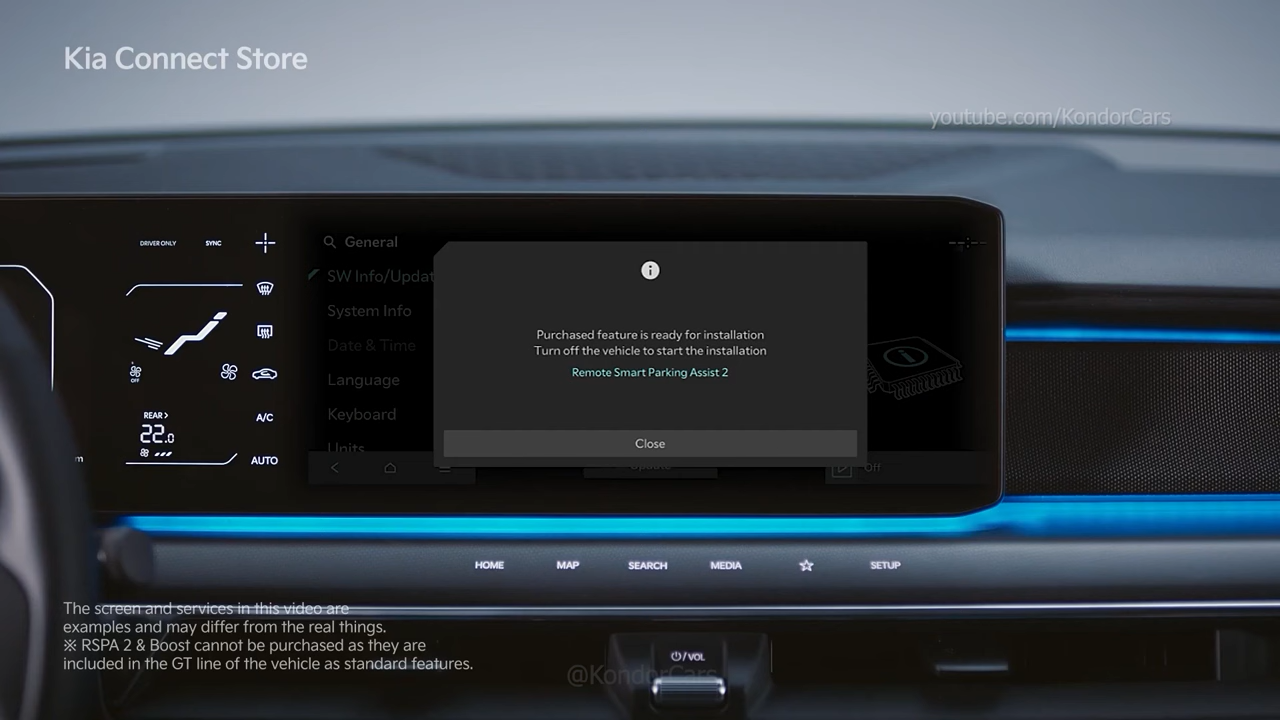 Kia Connect Store
youtube.com/KondorCars
DRIVER ONLY SYNC
General
SW Info/Updat
System Info
Date & Time
Language
Keyboard
Units
OFF
REAR >
22.0
A/C
AUTO
m
Purchased feature is ready for installation
Turn off the vehicle to start the installation
Remote Smart Parking Assist 2
Close
Off
HOME MAP SEARCH MEDIA SETUP
The screen and services in this video are
examples and may differ from the real things.
※ RSPA 2 & Boost cannot be purchased as they are
included in the GT line of the vehicle as standard features.
/ VOL
@KondorCars